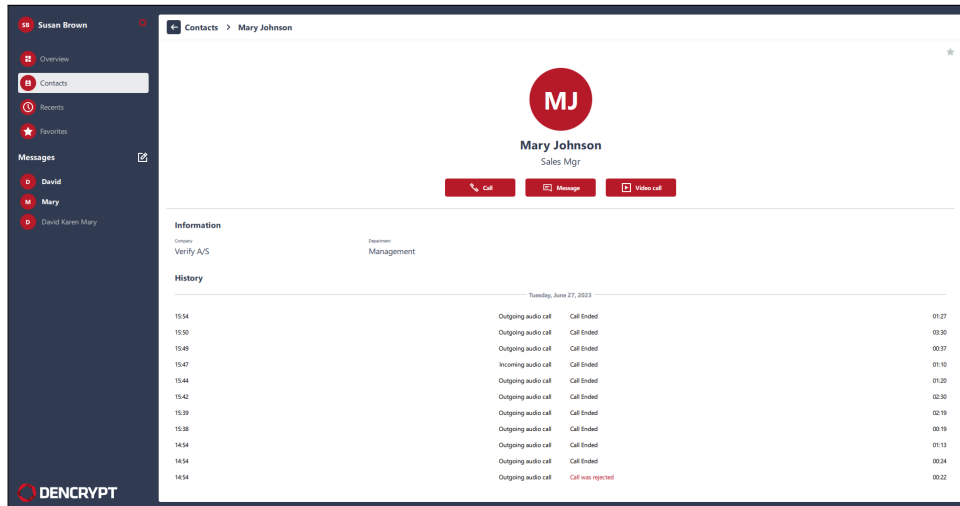 SB Susan Brown
Overview
Contacts
Recents
Favorites
Messages
D David
M Mary
D David Karen Mary
DENCRYPT
Contacts > Mary Johnson
MJ
Mary Johnson
Sales Mgr
Call Message Video call
Information
Company Department
Verify A/S Management
History
Tuesday, June 27, 2023
15:54 Outgoing audio call Call Ended 01:27
15:50 Outgoing audio call Call Ended 03:30
15:49 Outgoing audio call Call Ended 00:37
15:47 Incoming audio call Call Ended 01:10
15:44 Outgoing audio call Call Ended 01:20
15:42 Outgoing audio call Call Ended 02:30
15:39 Outgoing audio call Call Ended 02:19
15:38 Outgoing audio call Call Ended 00:19
14:54 Outgoing audio call Call Ended 01:13
14:54 Outgoing audio call Call Ended 00:24
14:54 Outgoing audio call Call was rejected 00:22